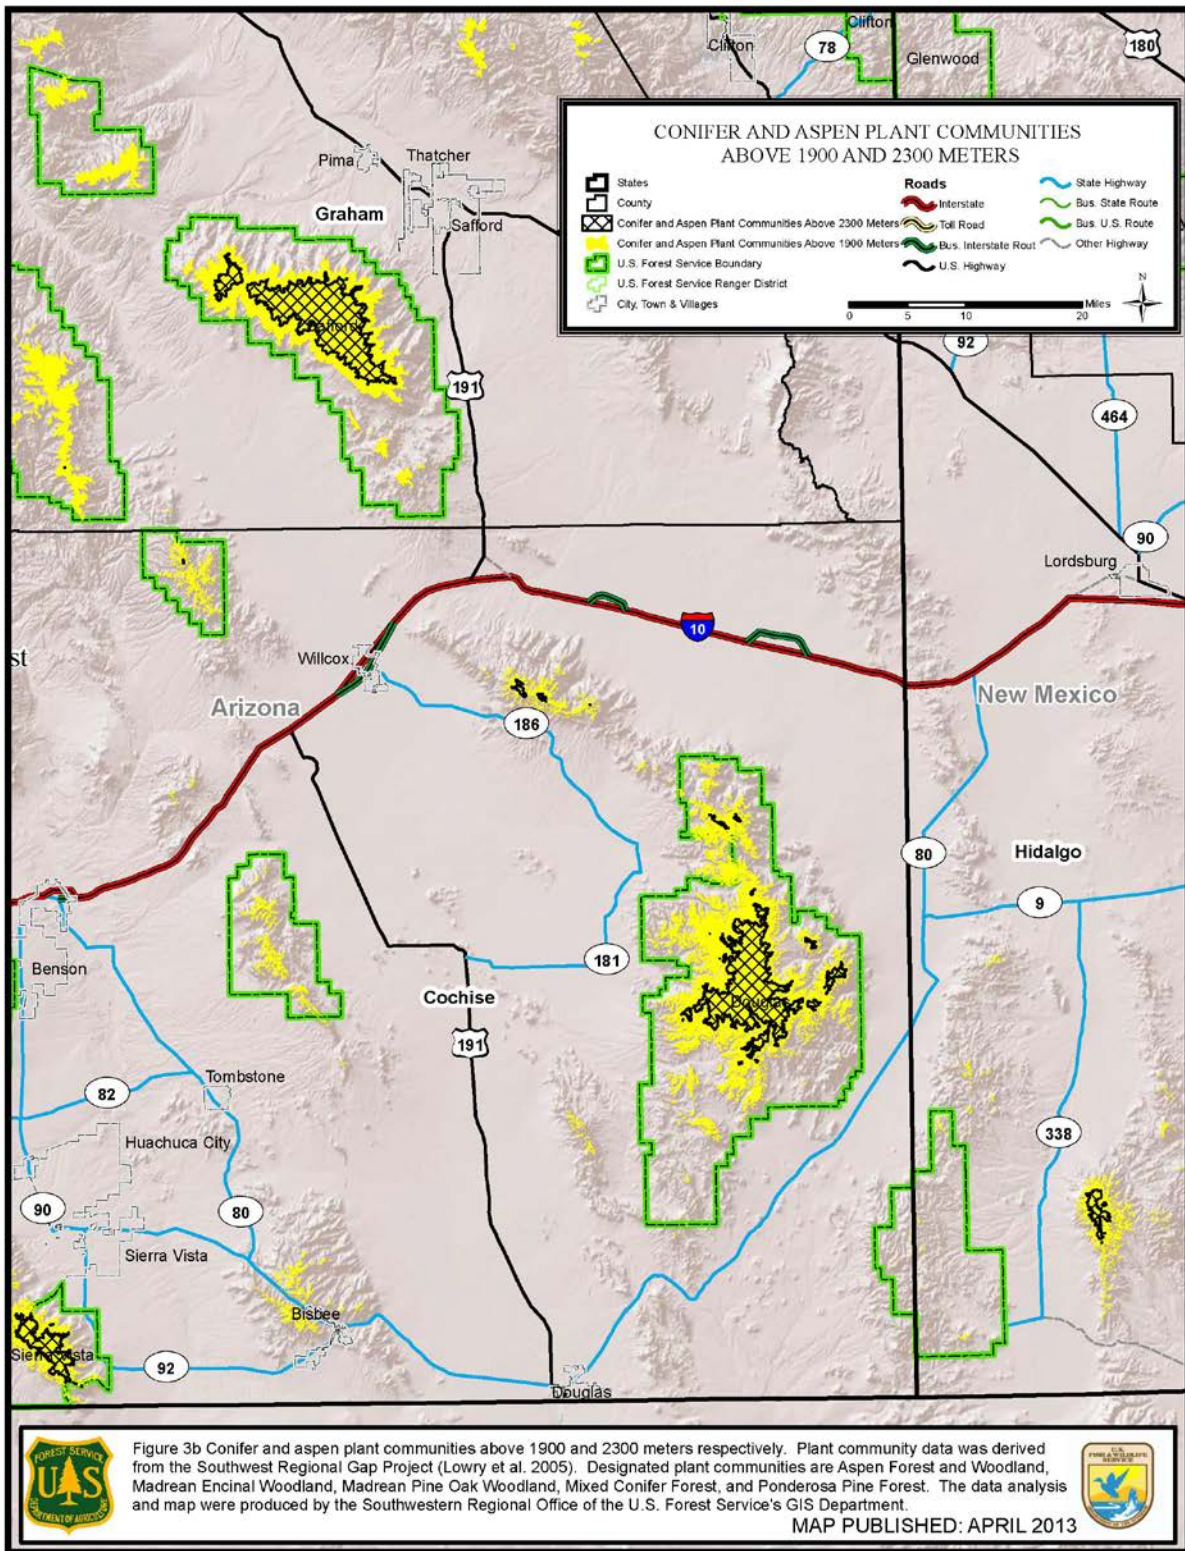 Clifton
Clifton
78
Glenwood
180
CONIFER AND ASPEN PLANT COMMUNITIES
ABOVE 1900 AND 2300 METERS
States
County
Conifer and Aspen Plant Communities Above 2300 Meters
Conifer and Aspen Plant Communities Above 1900 Meters
U.S. Forest Service Boundary
U.S. Forest Service Ranger District
City, Town & Villages
Roads
Interstate
Toll Road
Bus. Interstate Rout
U.S. Highway
State Highway
Bus. State Route
Bus. U.S. Route
Other Highway
N
Miles
0 5 10 20
Pima
Thatcher
Graham
Safford
Safford
191
92
464
90
Lordsburg
10
st
Willcox
Arizona
New Mexico
186
80
Hidalgo
9
Benson
181
Cochise
Douglas
191
82
Tombstone
Huachuca City
338
90
80
Sierra Vista
Bisbee
Sierra Vista
92
Douglas
FOREST SERVICE
U S
DEPARTMENT OF AGRICULTURE
Figure 3b Conifer and aspen plant communities above 1900 and 2300 meters respectively. Plant community data was derived
from the Southwest Regional Gap Project (Lowry et al. 2005). Designated plant communities are Aspen Forest and Woodland,
Madrean Encinal Woodland, Madrean Pine Oak Woodland, Mixed Conifer Forest, and Ponderosa Pine Forest. The data analysis
and map were produced by the Southwestern Regional Office of the U.S. Forest Service's GIS Department.
MAP PUBLISHED: APRIL 2013
U.S.
FISH & WILDLIFE
SERVICE